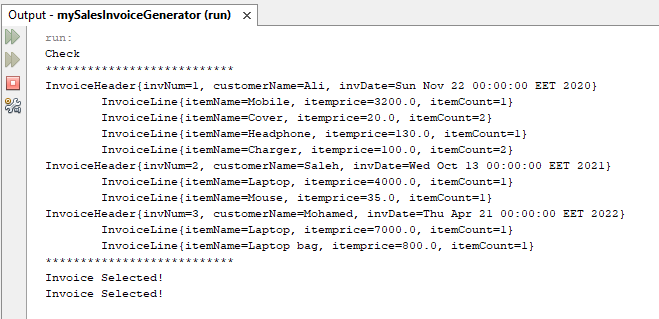 Output - mySalesInvoiceGenerator (run) ×
run:
Check
***************************
InvoiceHeader{invNum=1, customerName=Ali, invDate=Sun Nov 22 00:00:00 EET 2020}
InvoiceLine{itemName=Mobile, itemprice=3200.0, itemCount=1}
InvoiceLine{itemName=Cover, itemprice=20.0, itemCount=2}
InvoiceLine{itemName=Headphone, itemprice=130.0, itemCount=1}
InvoiceLine{itemName=Charger, itemprice=100.0, itemCount=2}
InvoiceHeader{invNum=2, customerName=Saleh, invDate=Wed Oct 13 00:00:00 EET 2021}
InvoiceLine{itemName=Laptop, itemprice=4000.0, itemCount=1}
InvoiceLine{itemName=Mouse, itemprice=35.0, itemCount=1}
InvoiceHeader{invNum=3, customerName=Mohamed, invDate=Thu Apr 21 00:00:00 EET 2022}
InvoiceLine{itemName=Laptop, itemprice=7000.0, itemCount=1}
InvoiceLine{itemName=Laptop bag, itemprice=800.0, itemCount=1}
***************************
Invoice Selected!
Invoice Selected!